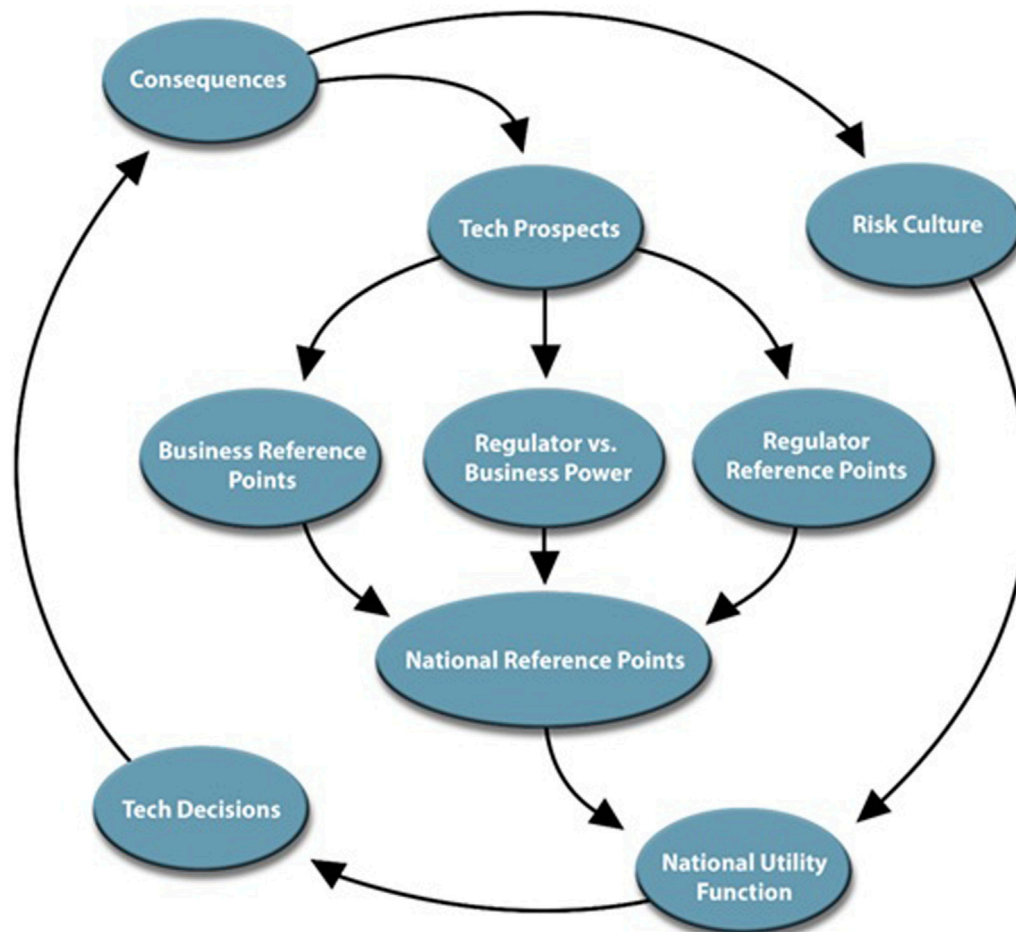 Consequences
Tech Prospects
Risk Culture
Business Reference
Points
Regulator vs.
Business Power
Regulator
Reference Points
National Reference Points
Tech Decisions
National Utility
Function